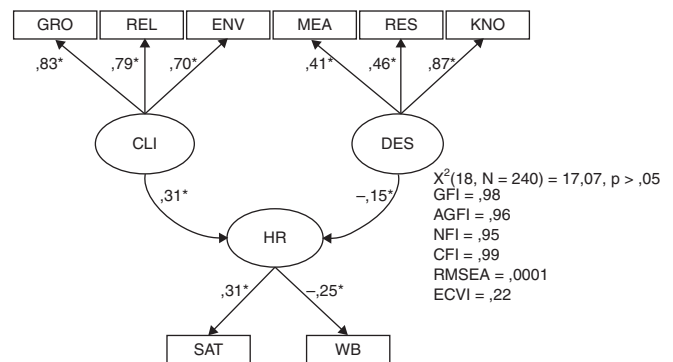 GRO REL ENV MEA RES KNO
,83* ,79* ,70* ,41* ,46* ,87*
CLI DES
,31* –,15*
X²(18, N = 240) = 17,07, p > ,05
GFI = ,98
AGFI = ,96
NFI = ,95
CFI = ,99
RMSEA = ,0001
ECVI = ,22
HR
,31* –,25*
SAT WB